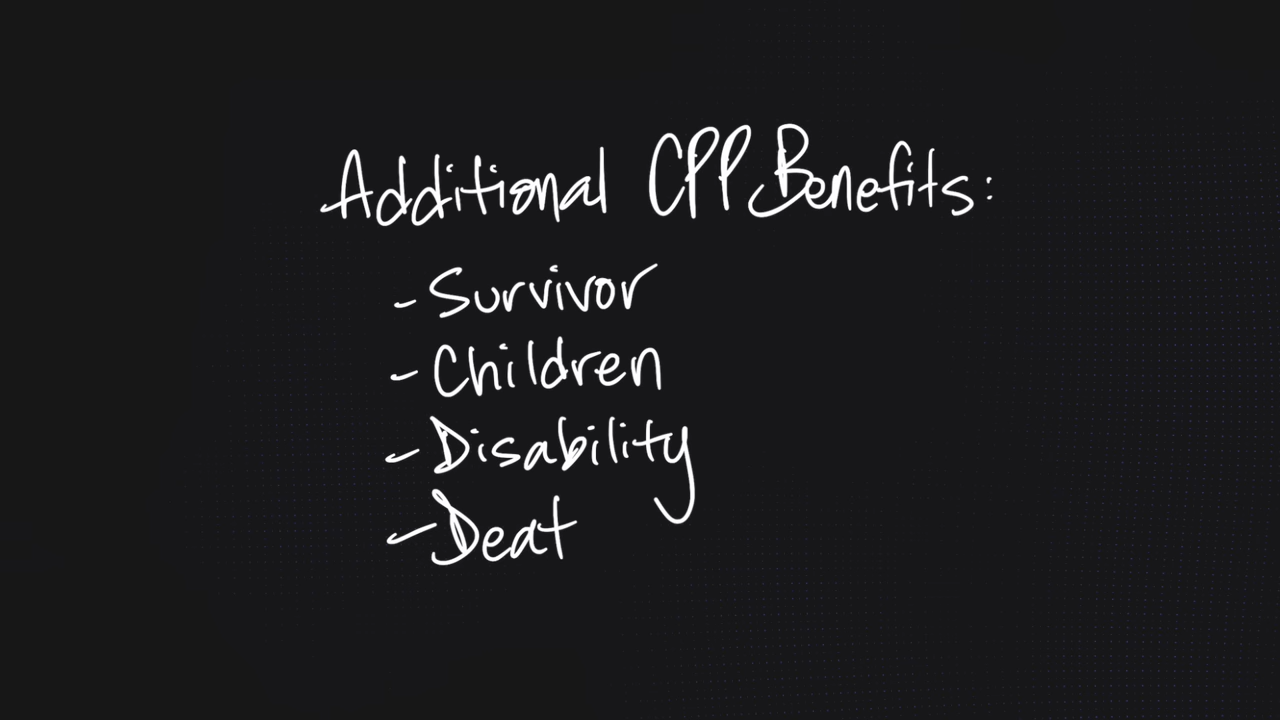 Additional CPP Benefits:
- Survivor
- Children
- Disability
- Deat